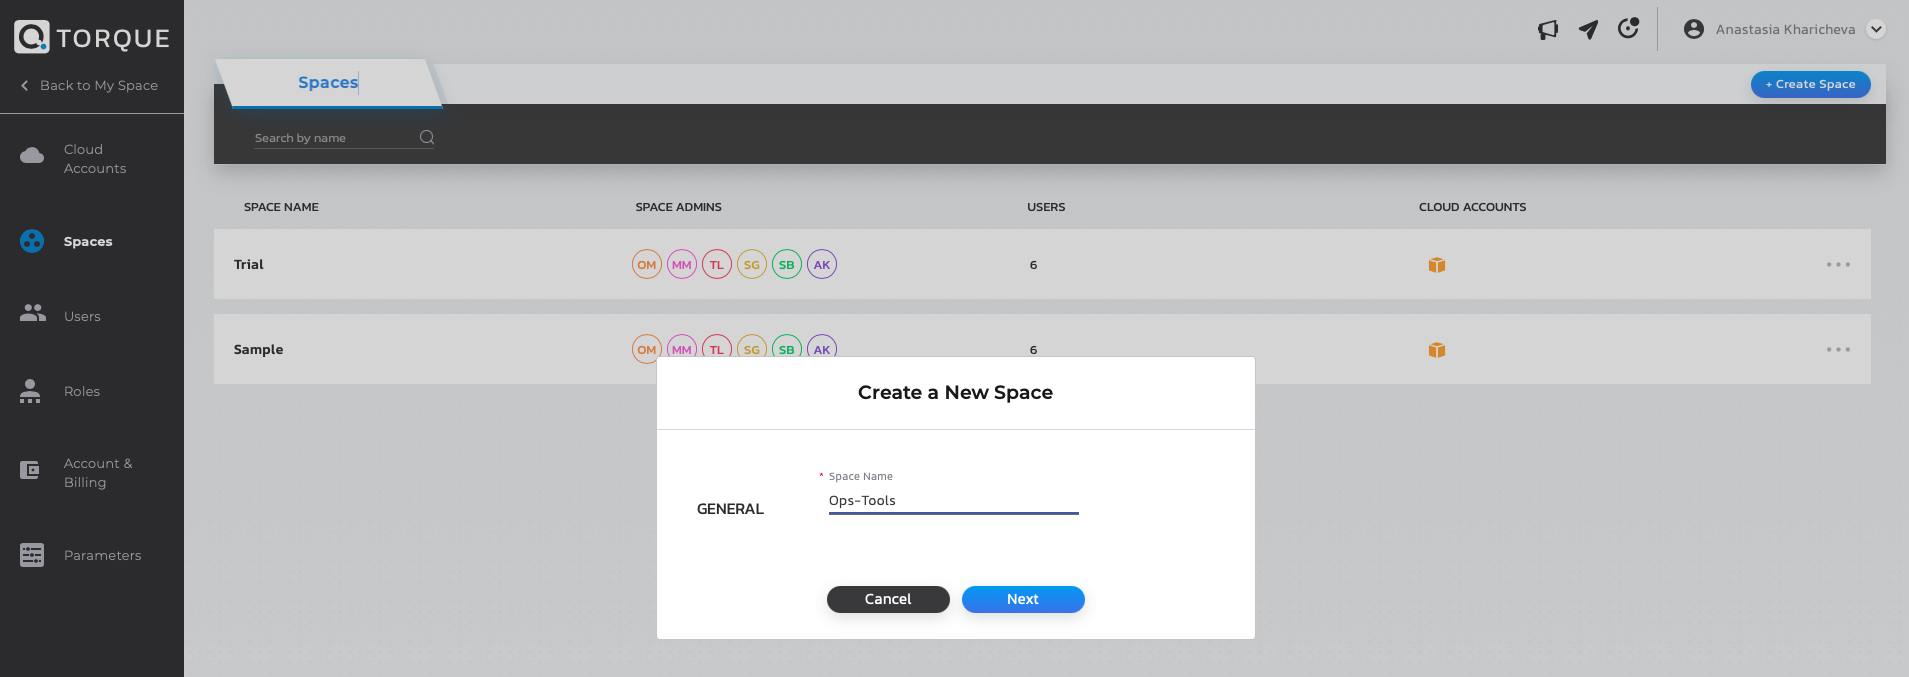 TORQUE
Back to My Space
Cloud
Accounts
Spaces
Users
Roles
Account &
Billing
Parameters
Anastasia Kharicheva
Spaces
+ Create Space
Search by name
SPACE NAME SPACE ADMINS USERS CLOUD ACCOUNTS
Trial OM MM TL SG SB AK 6
Sample OM MM TL SG SB AK 6
Create a New Space
* Space Name
Ops-Tools
GENERAL
Cancel Next